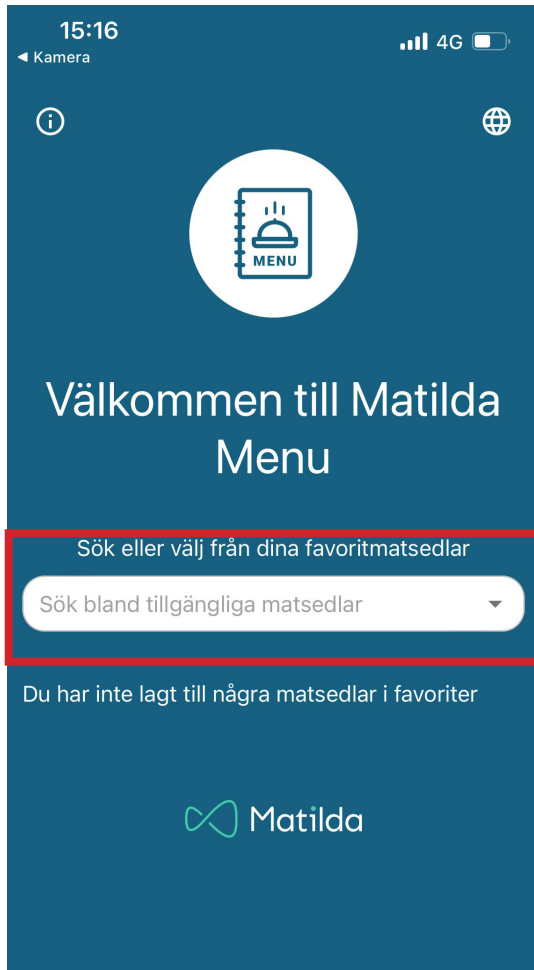 15:16
4G
◀ Kamera
MENU
Välkommen till Matilda
Menu
Sök eller välj från dina favoritmatsedlar
Sök bland tillgängliga matsedlar
Du har inte lagt till några matsedlar i favoriter
Matilda